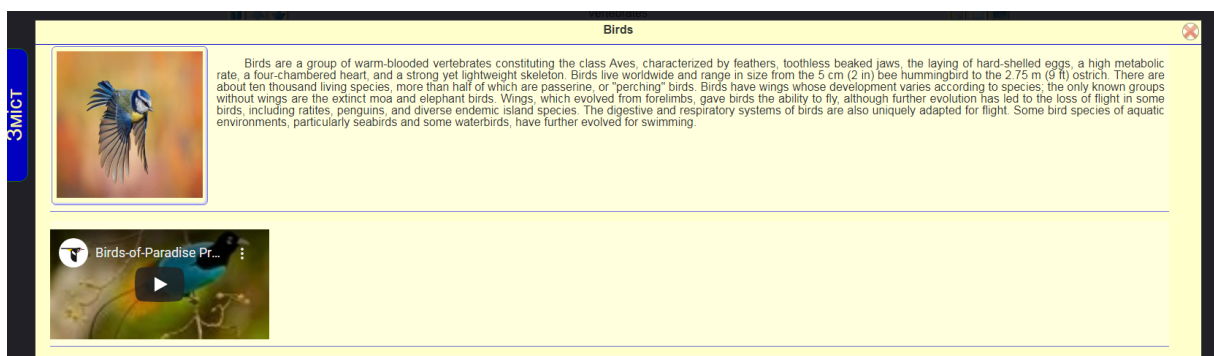 Vertebrates
Birds
Зміст
Birds are a group of warm-blooded vertebrates constituting the class Aves, characterized by feathers, toothless beaked jaws, the laying of hard-shelled eggs, a high metabolic
rate, a four-chambered heart, and a strong yet lightweight skeleton. Birds live worldwide and range in size from the 5 cm (2 in) bee hummingbird to the 2.75 m (9 ft) ostrich. There are
about ten thousand living species, more than half of which are passerine, or "perching" birds. Birds have wings whose development varies according to species; the only known groups
without wings are the extinct moa and elephant birds. Wings, which evolved from forelimbs, gave birds the ability to fly, although further evolution has led to the loss of flight in some
birds, including ratites, penguins, and diverse endemic island species. The digestive and respiratory systems of birds are also uniquely adapted for flight. Some bird species of aquatic
environments, particularly seabirds and some waterbirds, have further evolved for swimming.
Birds-of-Paradise Pr...